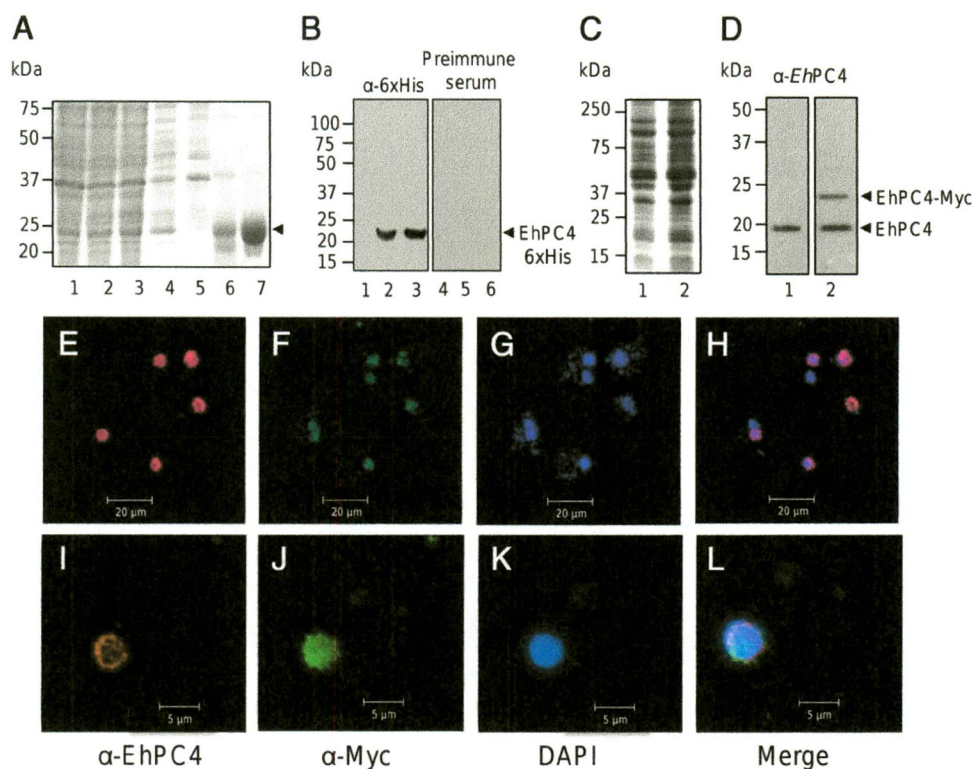 A
kDa
75
50
37
25
20
1 2 3 4 5 6 7
B
kDa
α-6xHis
Preimmune
serum
100
75
50
37
25
20
15
EhPC4
6xHis
1 2 3 4 5 6
C
250
75
37
25
15
1 2
D
kDa
α-EhPC4
50
37
25
20
15
EhPC4-Myc
EhPC4
1 2
E
20 µm
F
20 µm
G
20 µm
H
20 µm
I
5 µm
J
5 µm
K
5 µm
L
5 µm
α-EhPC4
α-Myc
DAPI
Merge